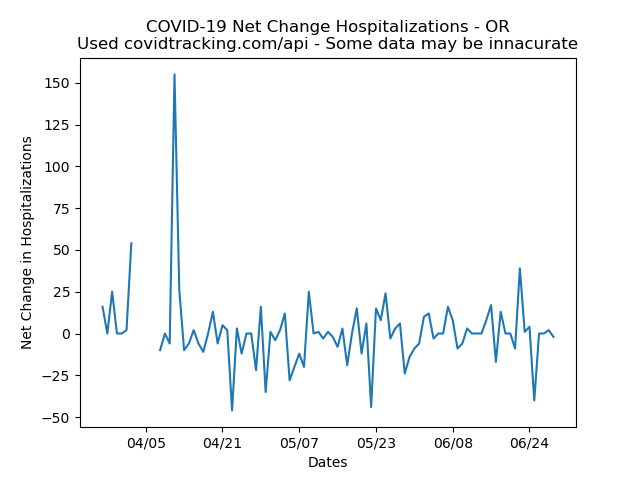 COVID-19 Net Change Hospitalizations - OR
Used covidtracking.com/api - Some data may be innacurate
150
125
100
75
50
25
0
−25
−50
Net Change in Hospitalizations
04/05 04/21 05/07 05/23 06/08 06/24
Dates